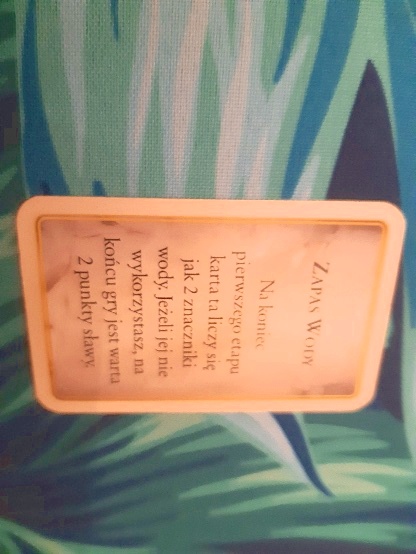 Zapas Wody
Na koniec
pierwszego etapu
karta ta liczy się
jak 2 znaczniki
wody. Jeżeli jej nie
wykorzystasz, na
końcu gry jest warta
2 punkty sławy.